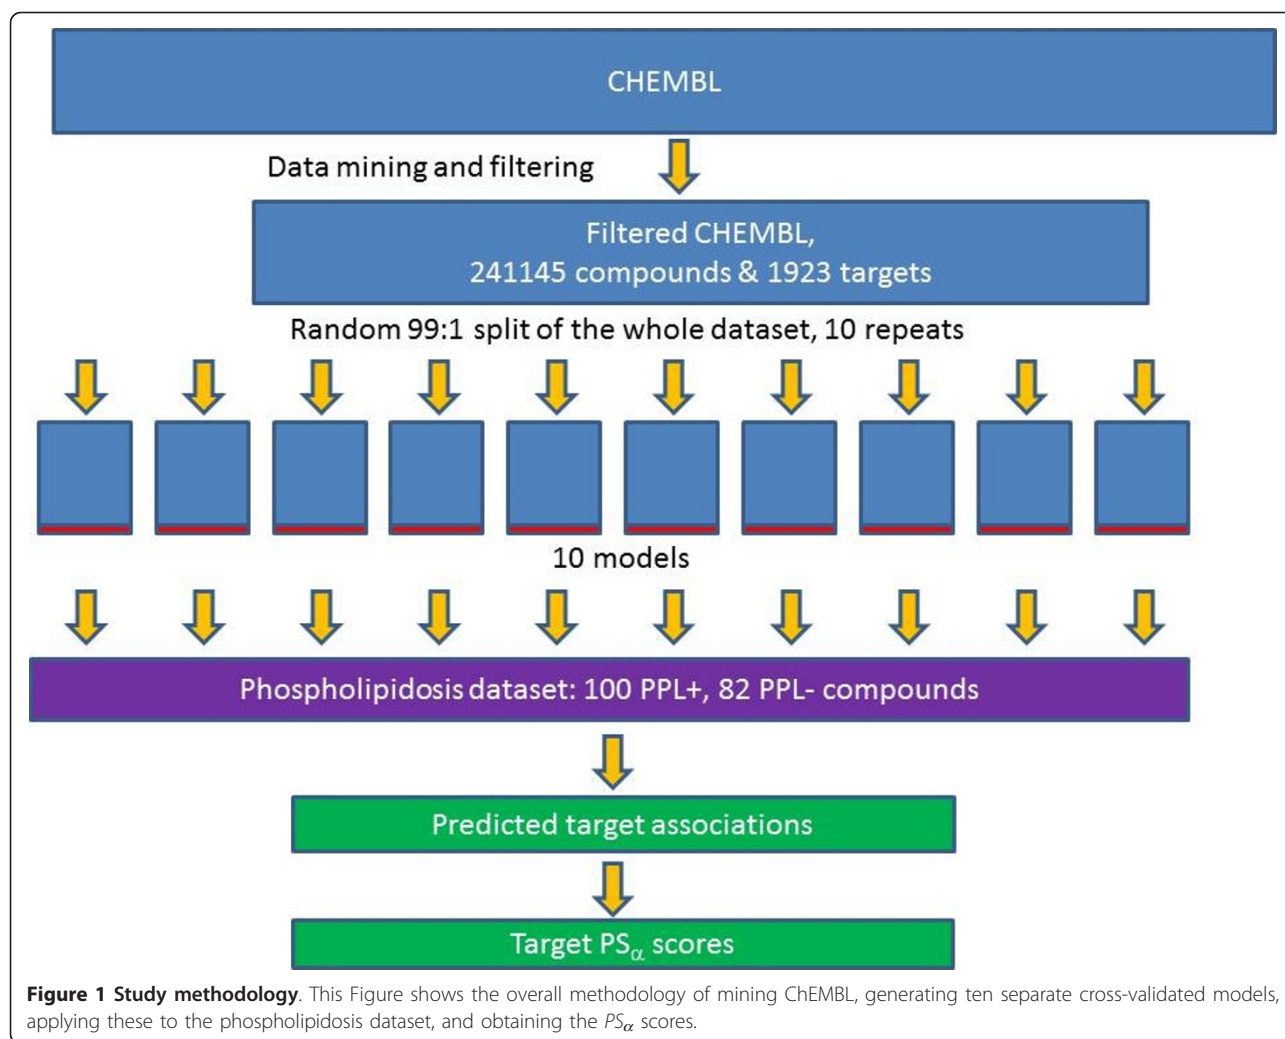 CHEMBL
Data mining and filtering
Filtered CHEMBL,
241145 compounds & 1923 targets
Random 99:1 split of the whole dataset, 10 repeats
10 models
Phospholipidosis dataset: 100 PPL+, 82 PPL- compounds
Predicted target associations
Target PSα scores
Figure 1 Study methodology. This Figure shows the overall methodology of mining ChEMBL, generating ten separate cross-validated models,
applying these to the phospholipidosis dataset, and obtaining the PSα scores.